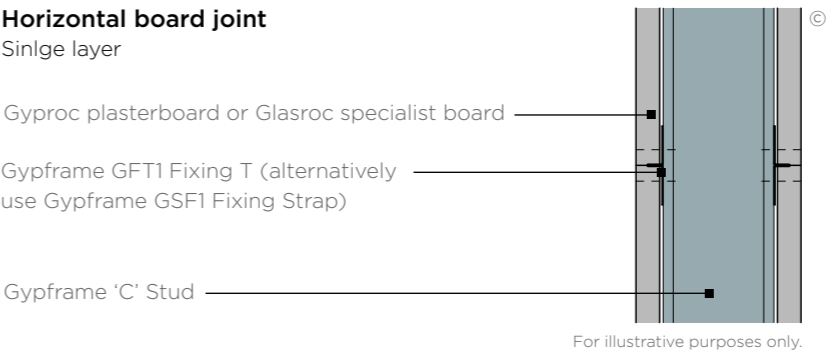 Horizontal board joint
©
Sinlge layer
Gyproc plasterboard or Glasroc specialist board
Gypframe GFT1 Fixing T (alternatively
use Gypframe GSF1 Fixing Strap)
Gypframe ‘C’ Stud
For illustrative purposes only.